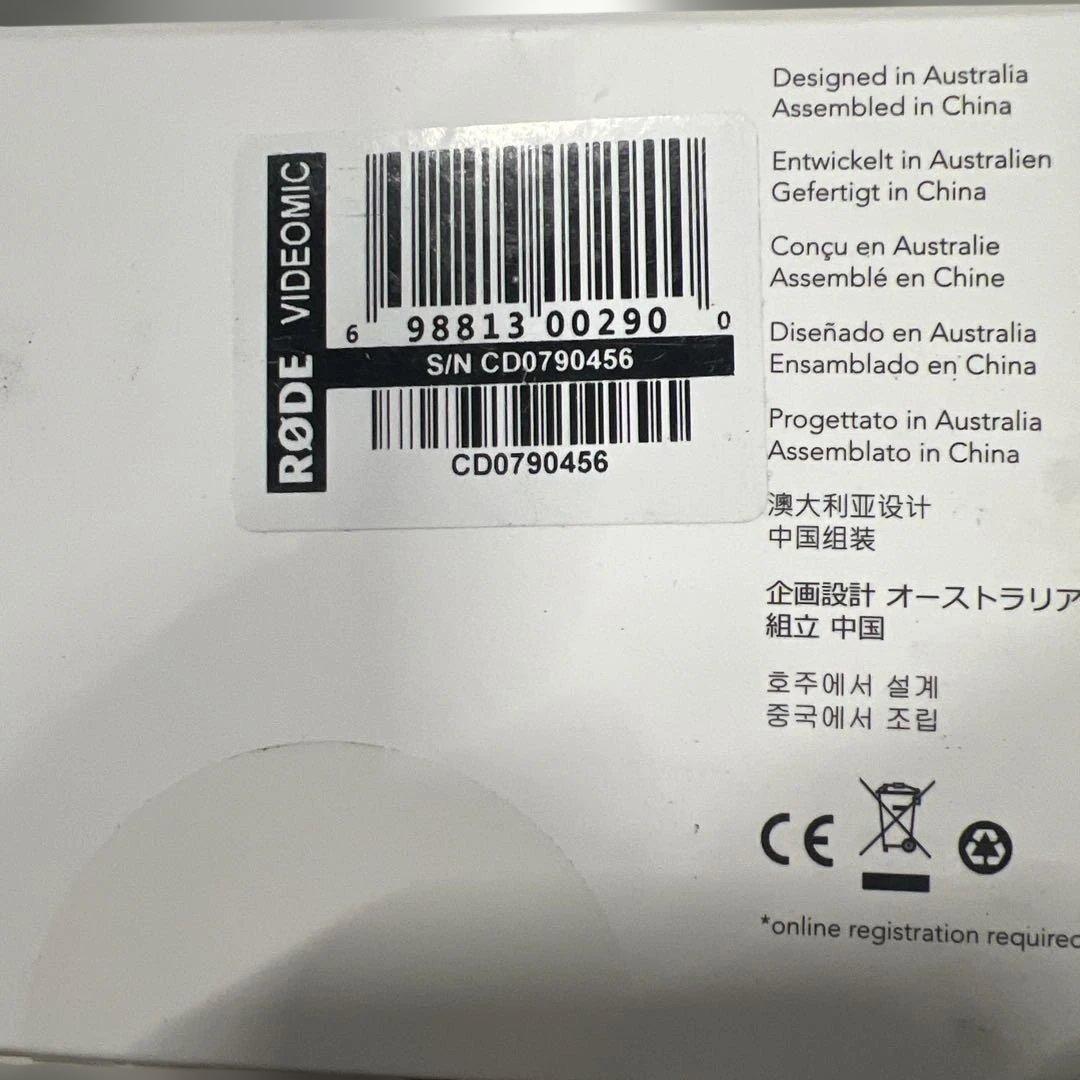 RØDE VIDEOMIC
6 98813 00290 0
S/N CD0790456
CD0790456
Designed in Australia
Assembled in China
Entwickelt in Australien
Gefertigt in China
Conçu en Australie
Assemblé en Chine
Diseñado en Australia
Ensamblado en China
Progettato in Australia
Assemblato in China
澳大利亚设计
中国组装
企画設計 オーストラリア
組立 中国
호주에서 설계
중국에서 조립
CE
*online registration required